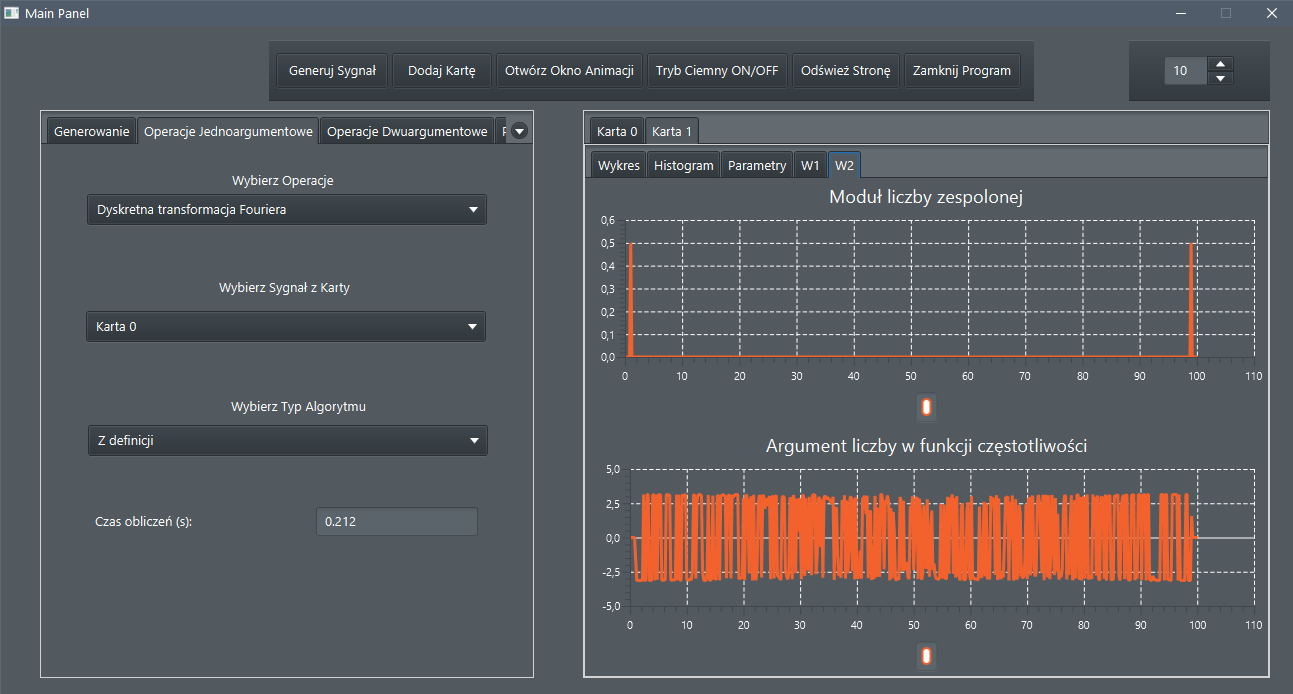 Main Panel
Generuj Sygnał Dodaj Kartę Otwórz Okno Animacji Tryb Ciemny ON/OFF Odśwież Stronę Zamknij Program 10
Generowanie Operacje Jednoargumentowe Operacje Dwuargumentowe
Wybierz Operacje
Dyskretna transformacja Fouriera
Wybierz Sygnał z Karty
Karta 0
Wybierz Typ Algorytmu
Z definicji
Czas obliczeń (s): 0.212
Karta 0 Karta 1
Wykres Histogram Parametry W1 W2
Moduł liczby zespolonej
0,6
0,5
0,4
0,3
0,2
0,1
0,0
0 10 20 30 40 50 60 70 80 90 100 110
Argument liczby w funkcji częstotliwości
5,0
2,5
0,0
-2,5
-5,0
0 10 20 30 40 50 60 70 80 90 100 110